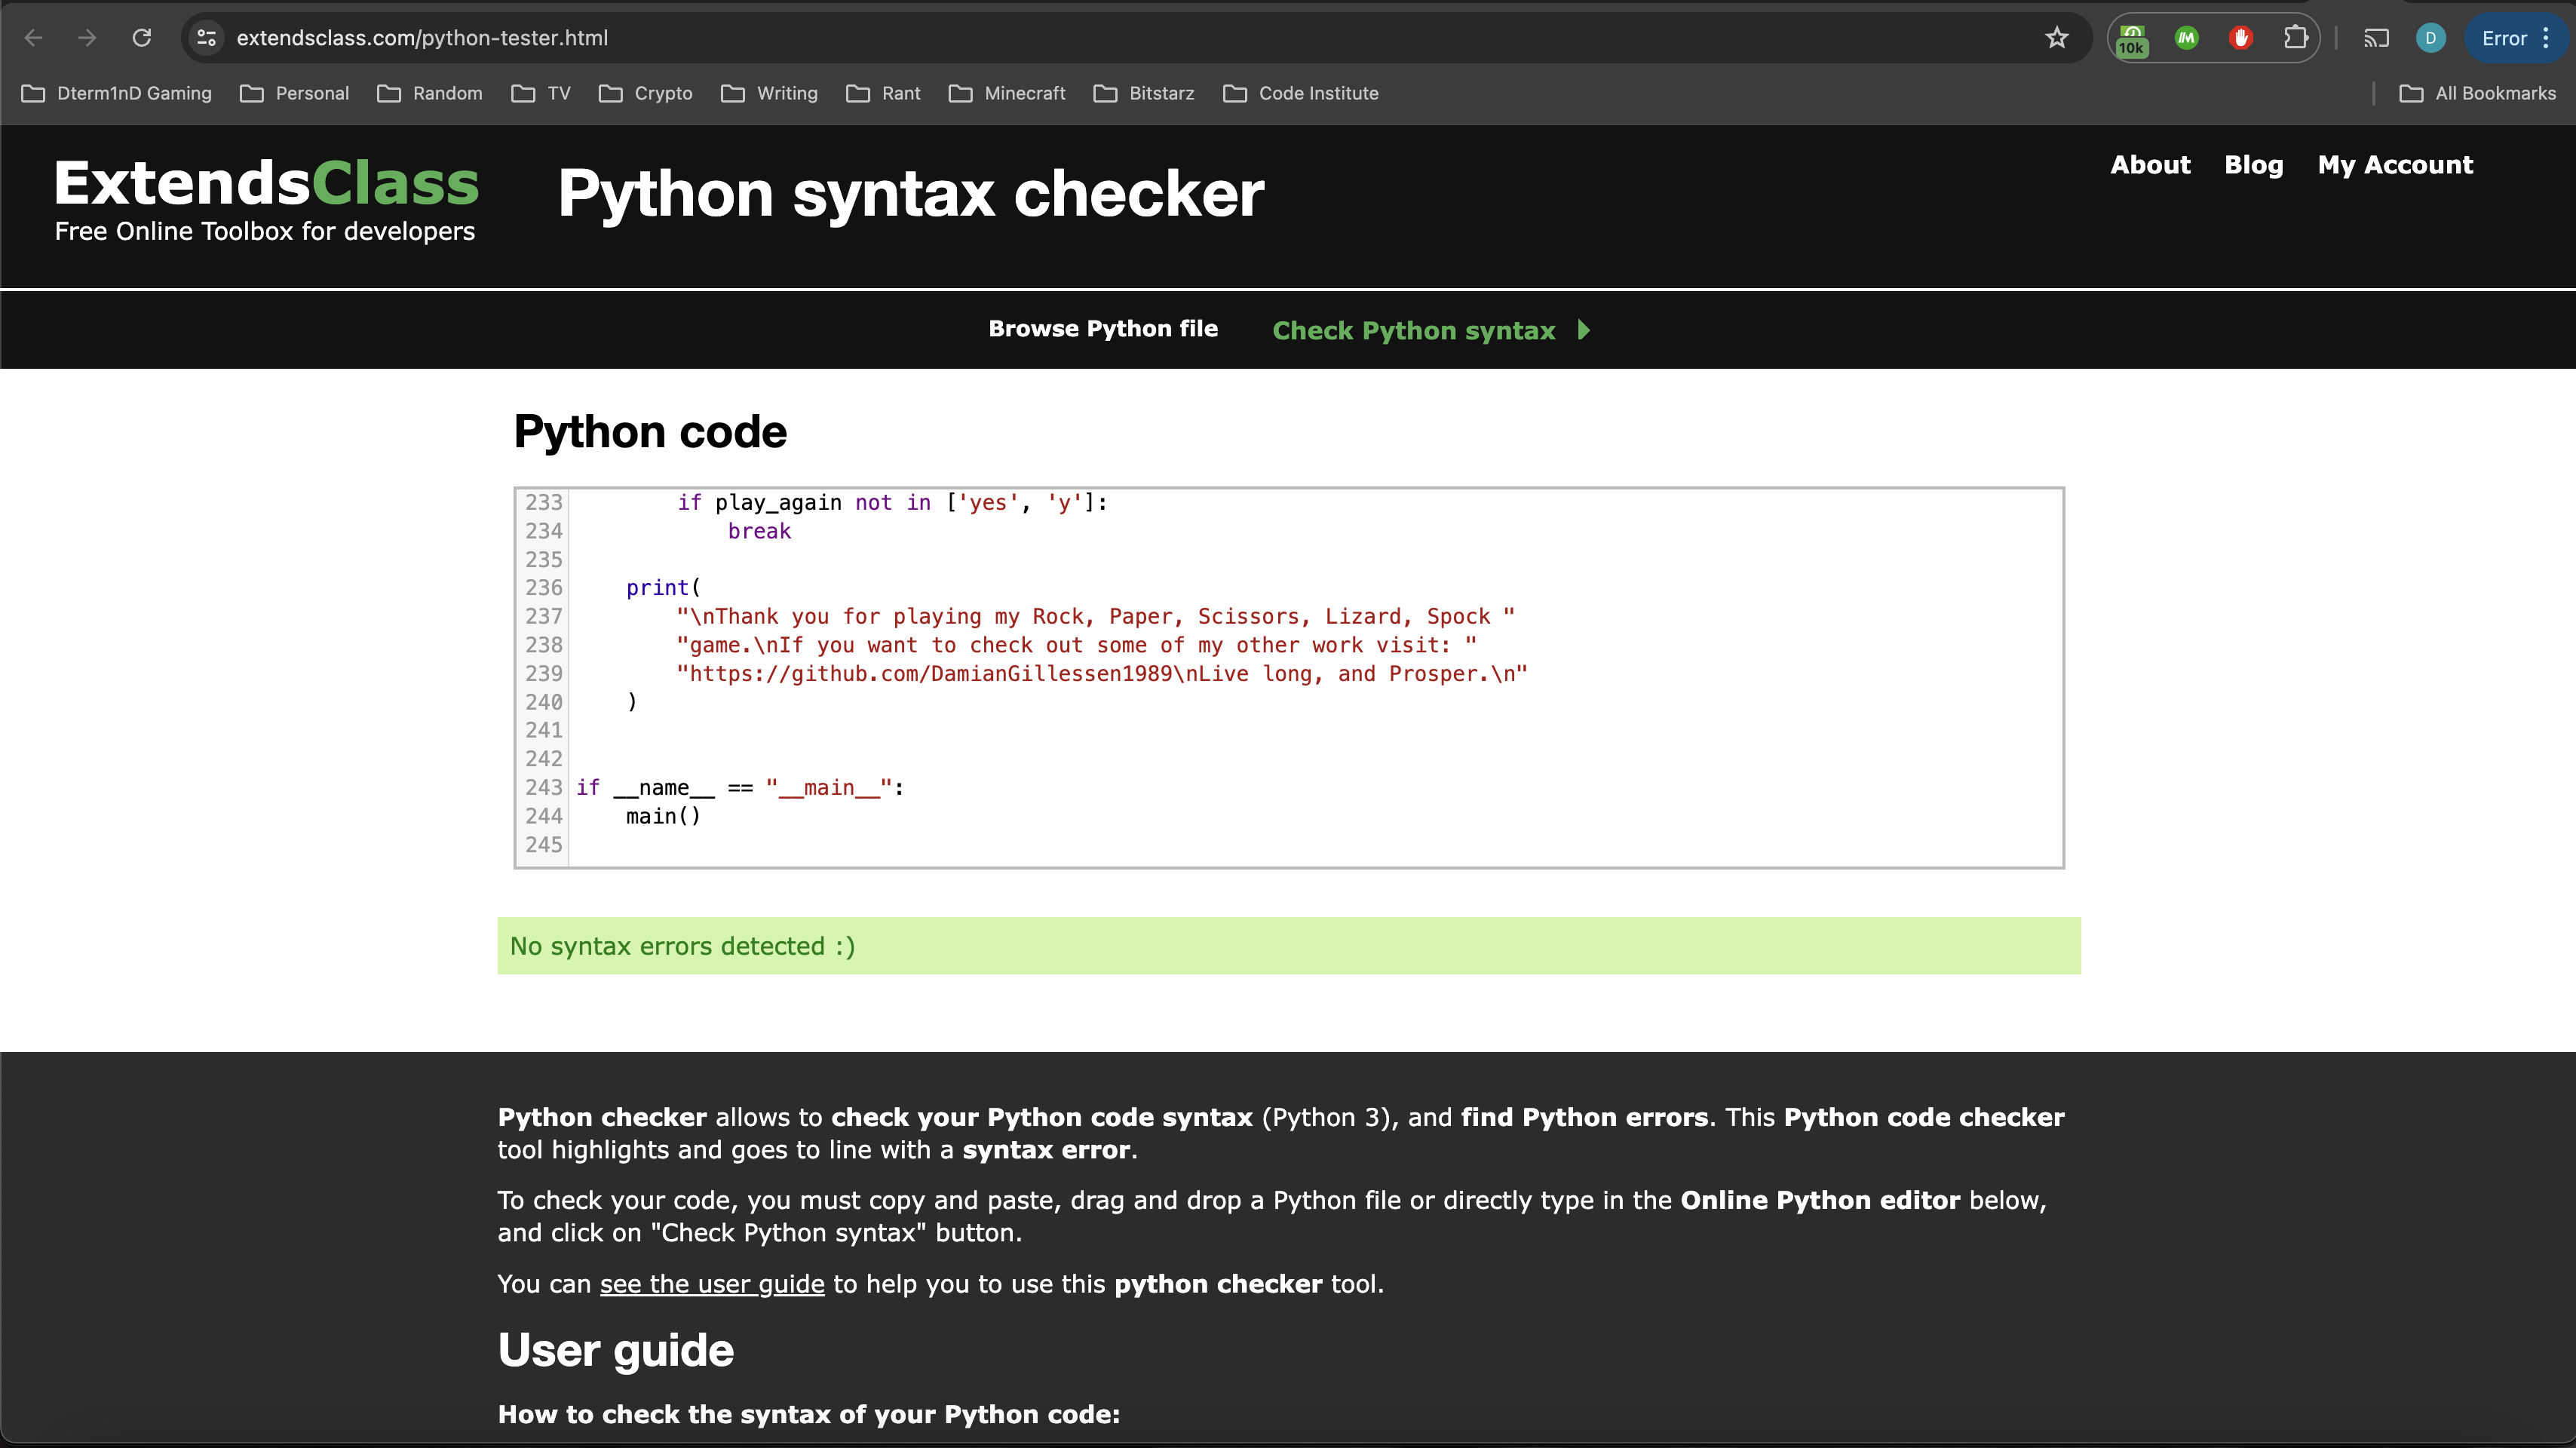 extendsclass.com/python-tester.html
10k
D
Error
Dterm1nD Gaming Personal Random TV Crypto Writing Rant Minecraft Bitstarz Code Institute All Bookmarks
ExtendsClass
Free Online Toolbox for developers
Python syntax checker
About Blog My Account
Browse Python file Check Python syntax
Python code
233         if play_again not in ['yes', 'y']:
234             break
235
236     print(
237         "\nThank you for playing my Rock, Paper, Scissors, Lizard, Spock "
238         "game.\nIf you want to check out some of my other work visit: "
239         "https://github.com/DamianGillessen1989\nLive long, and Prosper.\n"
240     )
241
242
243 if __name__ == "__main__":
244     main()
245
No syntax errors detected :)
Python checker allows to check your Python code syntax (Python 3), and find Python errors. This Python code checker
tool highlights and goes to line with a syntax error.
To check your code, you must copy and paste, drag and drop a Python file or directly type in the Online Python editor below,
and click on "Check Python syntax" button.
You can see the user guide to help you to use this python checker tool.
User guide
How to check the syntax of your Python code: